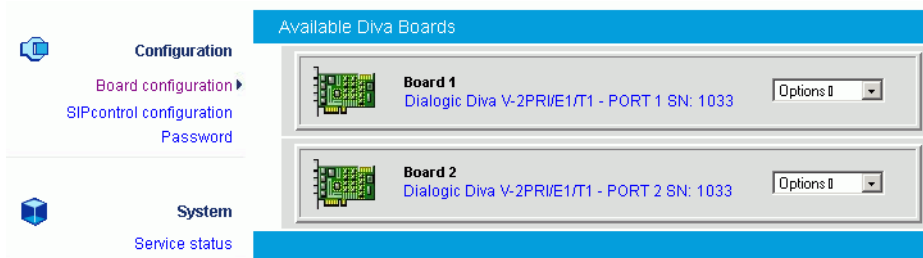 Available Diva Boards
Configuration
Board configuration
SIPcontrol configuration
Password
Board 1
Dialogic Diva V-2PRI/E1/T1 - PORT 1 SN: 1033
Options
Board 2
Dialogic Diva V-2PRI/E1/T1 - PORT 2 SN: 1033
Options
System
Service status